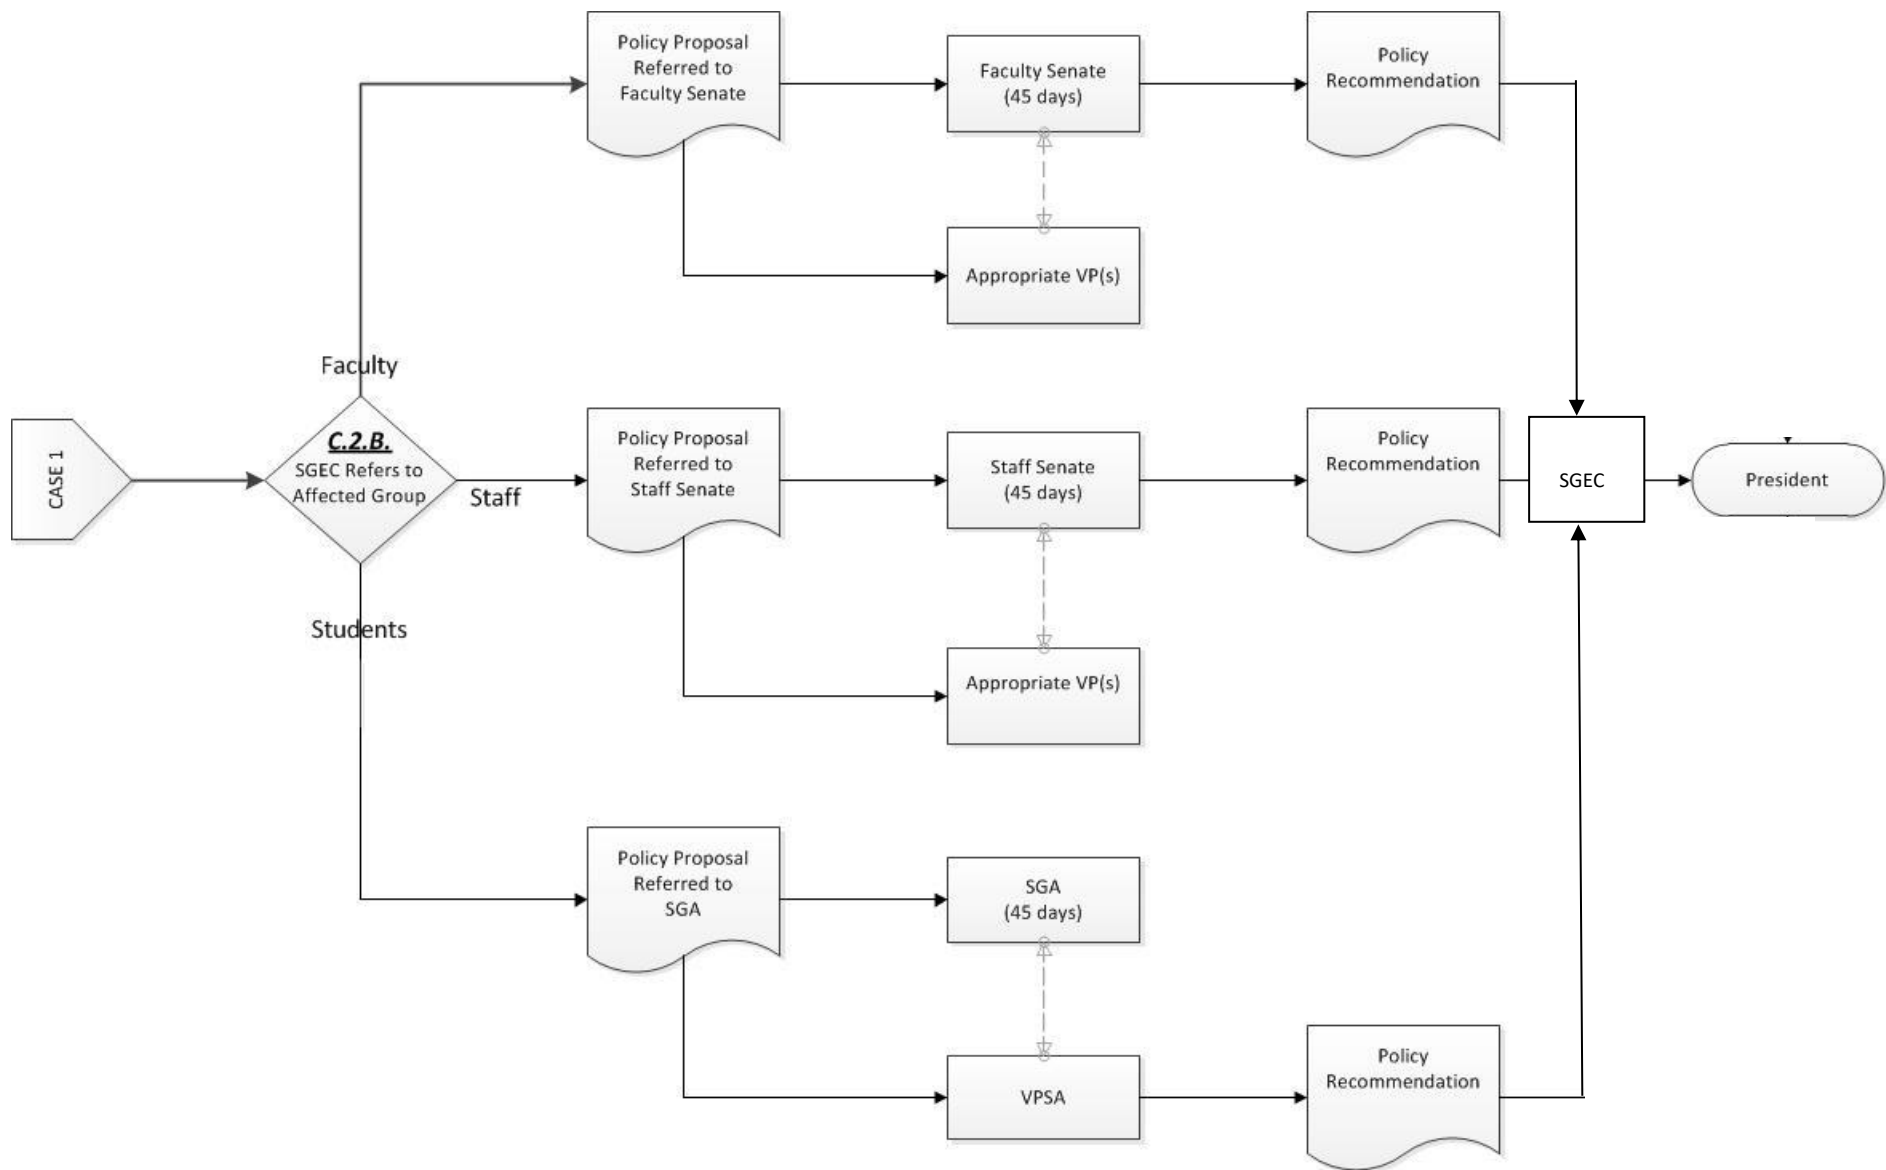 Policy Proposal
Referred to
Faculty Senate
Faculty Senate
(45 days)
Policy
Recommendation
Appropriate VP(s)
Faculty
CASE 1
C.2.B.
SGEC Refers to
Affected Group
Staff
Policy Proposal
Referred to
Staff Senate
Staff Senate
(45 days)
Policy
Recommendation
SGEC
President
Students
Appropriate VP(s)
Policy Proposal
Referred to
SGA
SGA
(45 days)
VPSA
Policy
Recommendation